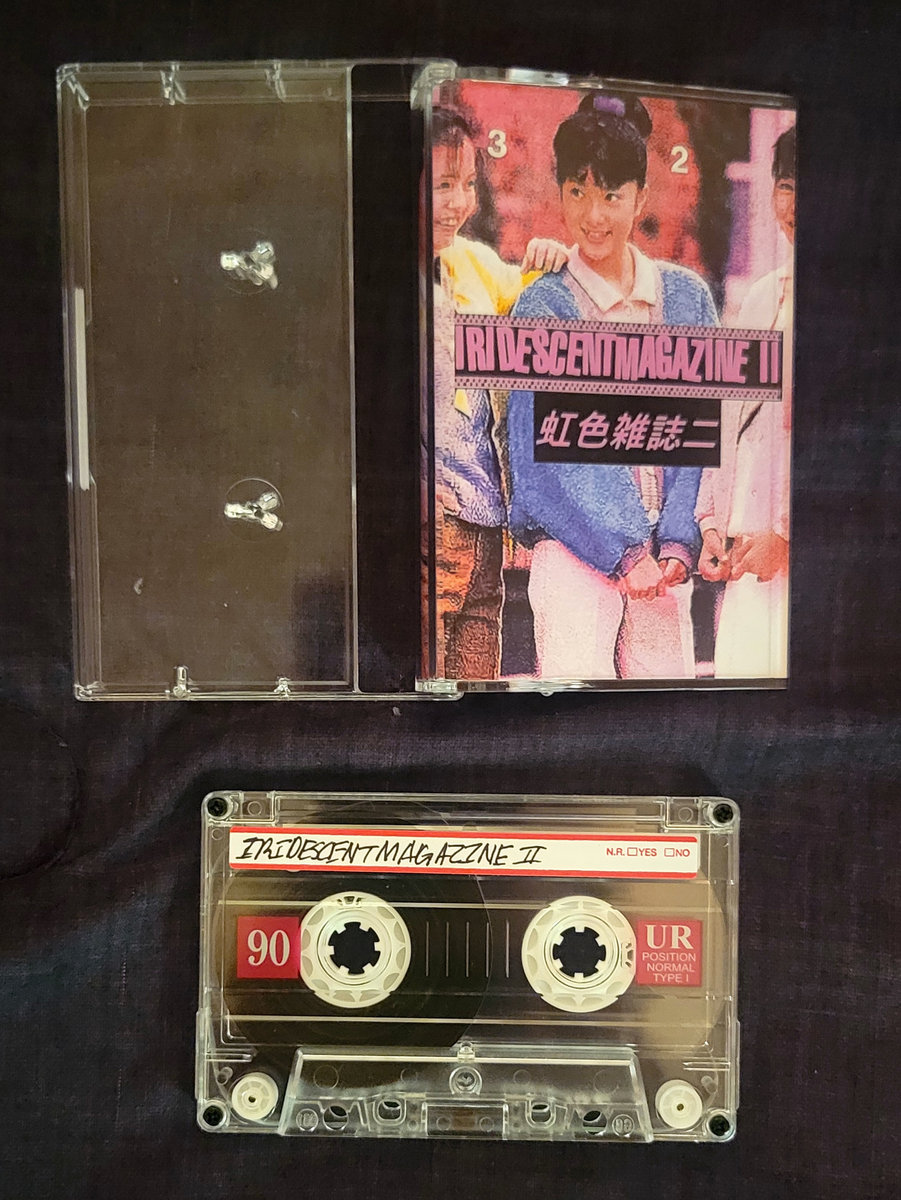 3
2
IRIDESCENTMAGAZINE II
虹色雑誌二
IRIDESCENTMAGAZINE II
N.R. □YES □NO
90
UR
POSITION
NORMAL
TYPE I